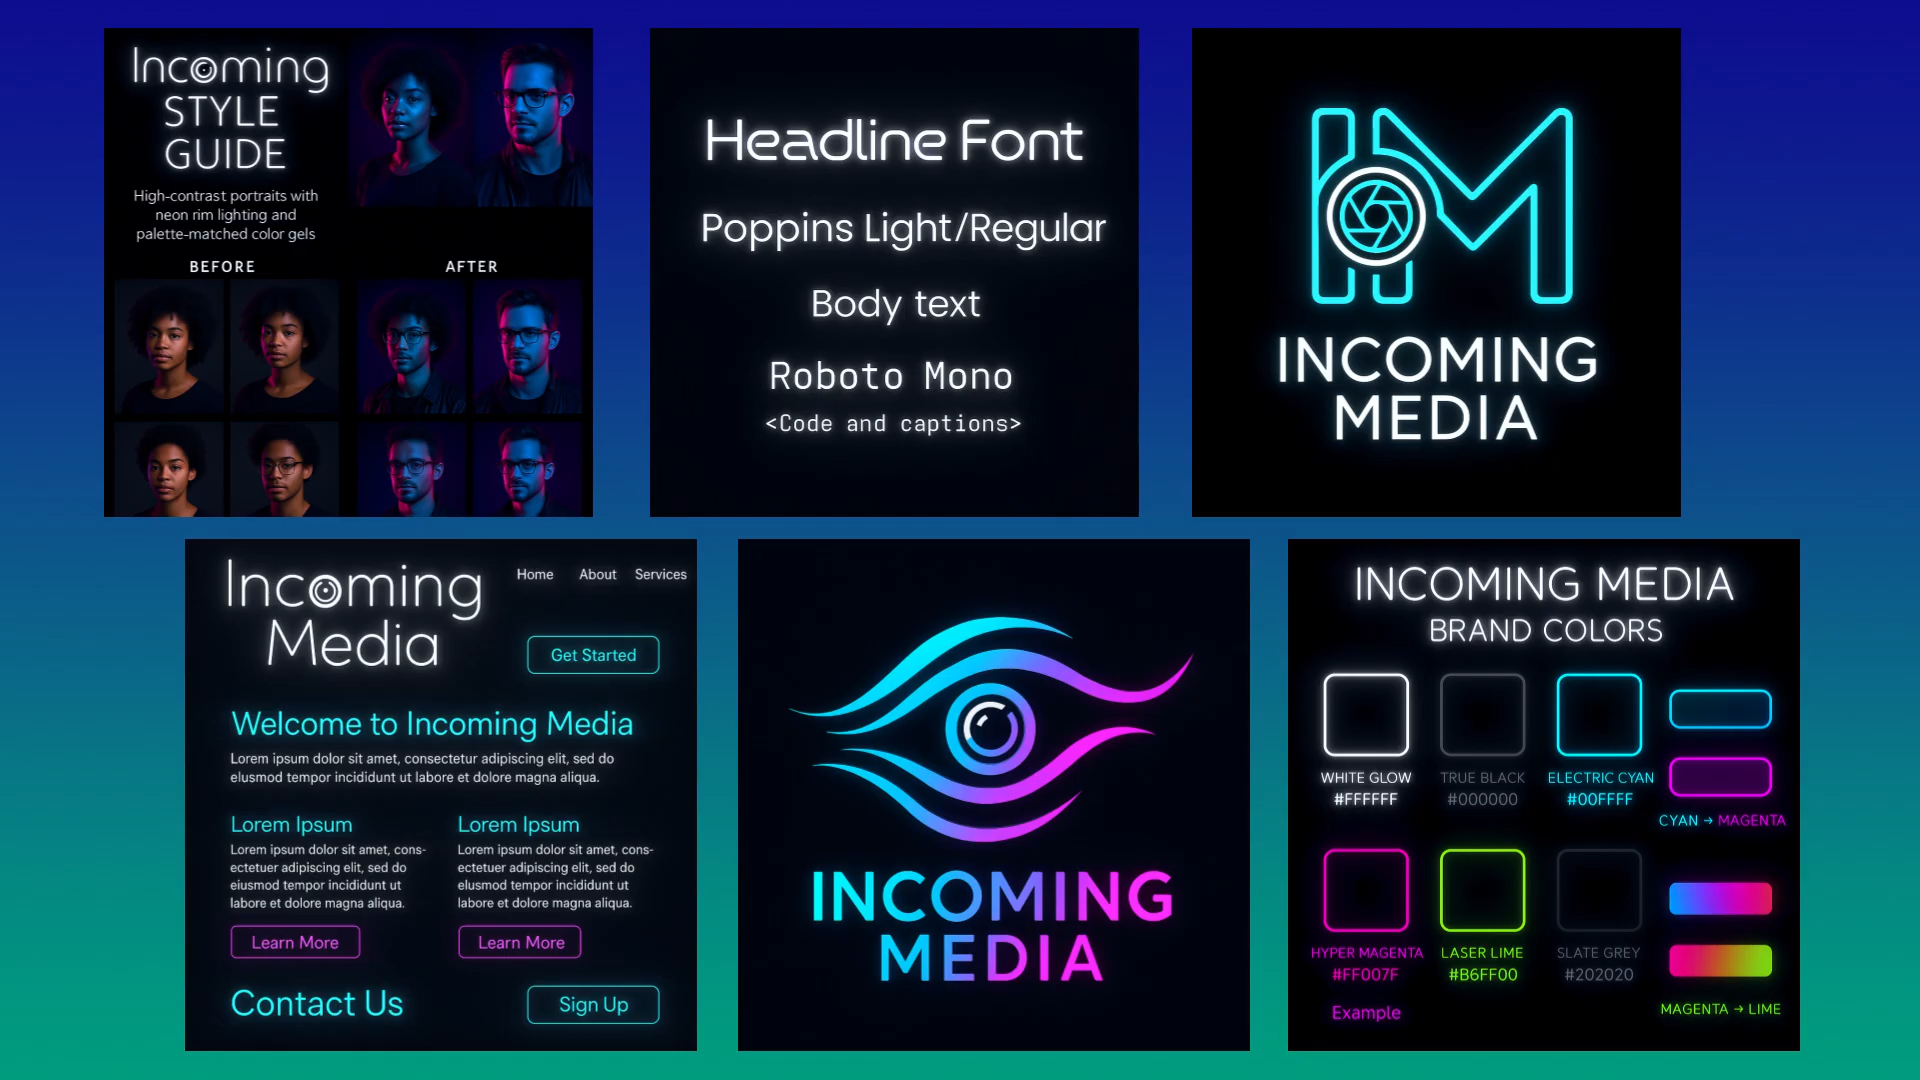 Incoming
STYLE
GUIDE
High-contrast portraits with
neon rim lighting and
palette-matched color gels
BEFORE
AFTER
Headline Font
Poppins Light/Regular
Body text
Roboto Mono
<Code and captions>
INCOMING
MEDIA
Incoming
Media
Home About Services
Get Started
Welcome to Incoming Media
Lorem ipsum dolor sit amet, consectetur adipiscing elit, sed do
elusmod tempor incididunt ut labore et dolore magna aliqua.
Lorem Ipsum
Lorem ipsum dolor sit amet, cons-
ectetuer adipiscing elit, sed do
eiusmod tempor incididunt ut
labore et dolore magna aliqua.
Learn More
Lorem Ipsum
Lorem ipsum dolor sit amet, cons-
ectetuer adipiscing elit, sed do
elusmod tempor incididunt ut
labore et dolore magna aliqua.
Learn More
Contact Us
Sign Up
INCOMING
MEDIA
INCOMING MEDIA
BRAND COLORS
WHITE GLOW
#FFFFFF
TRUE BLACK
#000000
ELECTRIC CYAN
#00FFFF
CYAN → MAGENTA
HYPER MAGENTA
#FF007F
Example
LASER LIME
#B6FF00
SLATE GREY
#202020
MAGENTA → LIME